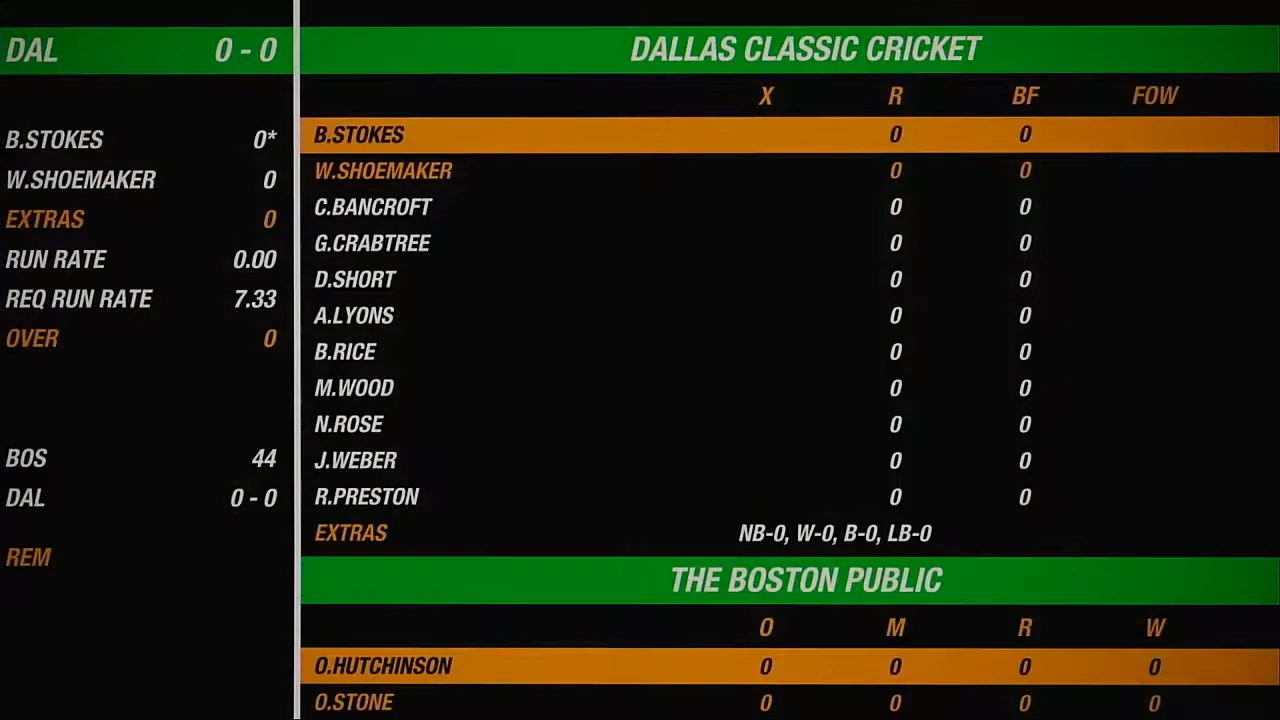 DAL 0 - 0
B.STOKES 0*
W.SHOEMAKER 0
EXTRAS 0
RUN RATE 0.00
REQ RUN RATE 7.33
OVER 0
BOS 44
DAL 0 - 0
REM
DALLAS CLASSIC CRICKET
X R BF FOW
B.STOKES 0 0
W.SHOEMAKER 0 0
C.BANCROFT 0 0
G.CRABTREE 0 0
D.SHORT 0 0
A.LYONS 0 0
B.RICE 0 0
M.WOOD 0 0
N.ROSE 0 0
J.WEBER 0 0
R.PRESTON 0 0
EXTRAS NB-0, W-0, B-0, LB-0
THE BOSTON PUBLIC
O M R W
O.HUTCHINSON 0 0 0 0
O.STONE 0 0 0 0